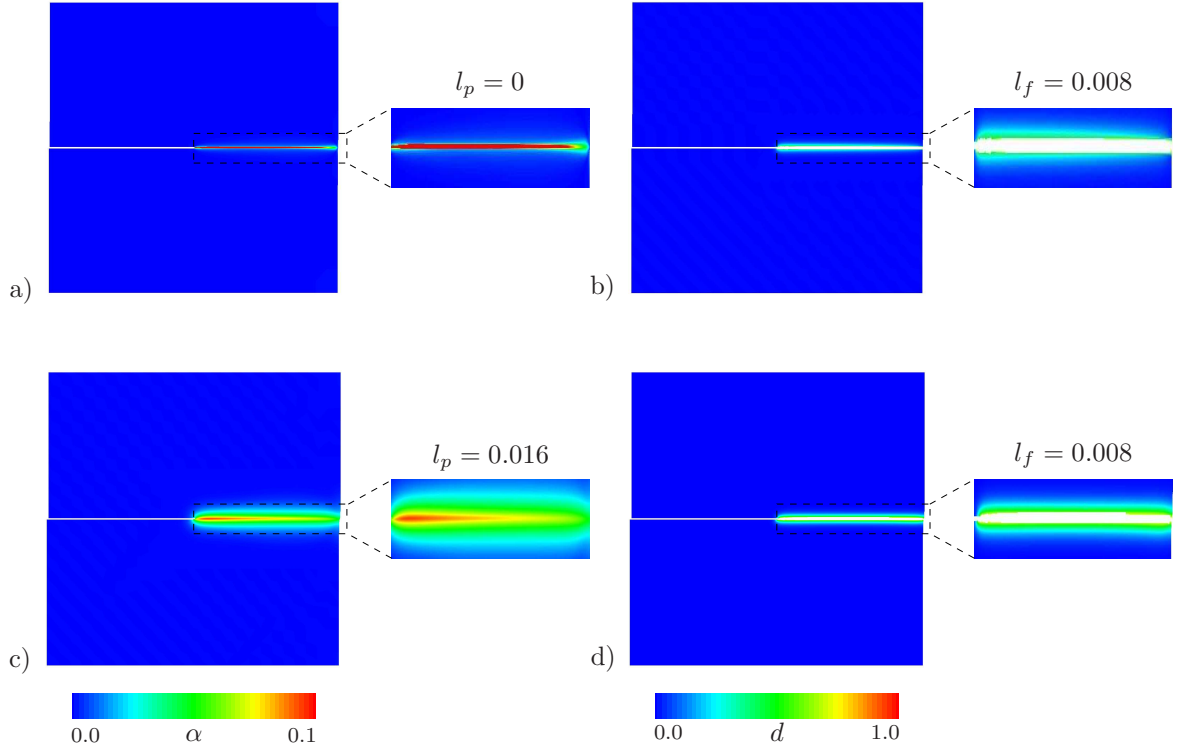 l_p = 0
l_f = 0.008
a)
b)
l_p = 0.016
l_f = 0.008
c)
d)
0.0 α 0.1
0.0 d 1.0